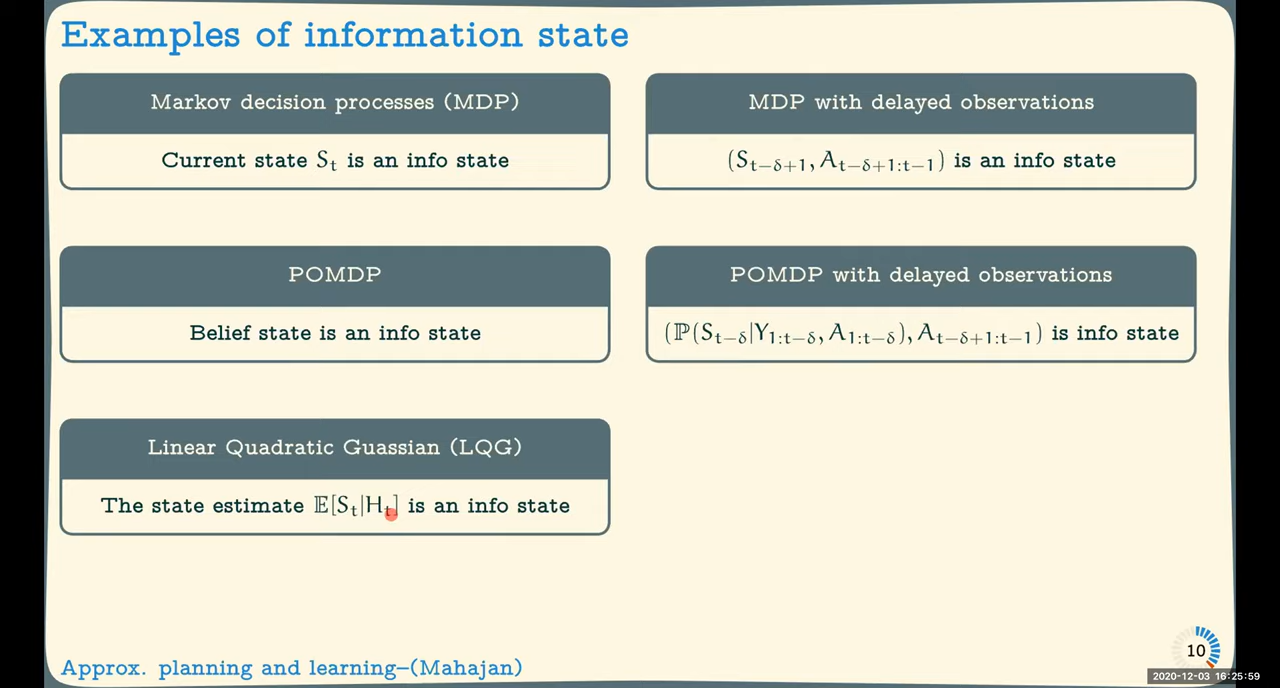 Examples of information state
Markov decision processes (MDP)
Current state Sₜ is an info state
MDP with delayed observations
(Sₜ₋δ₊₁, Aₜ₋δ₊₁:ₜ₋₁) is an info state
POMDP
Belief state is an info state
POMDP with delayed observations
(ℙ(Sₜ₋δ|Y₁:ₜ₋δ, A₁:ₜ₋δ), Aₜ₋δ₊₁:ₜ₋₁) is info state
Linear Quadratic Guassian (LQG)
The state estimate 𝔼[Sₜ|Hₜ] is an info state
Approx. planning and learning–(Mahajan)
10
2020-12-03 16:25:59